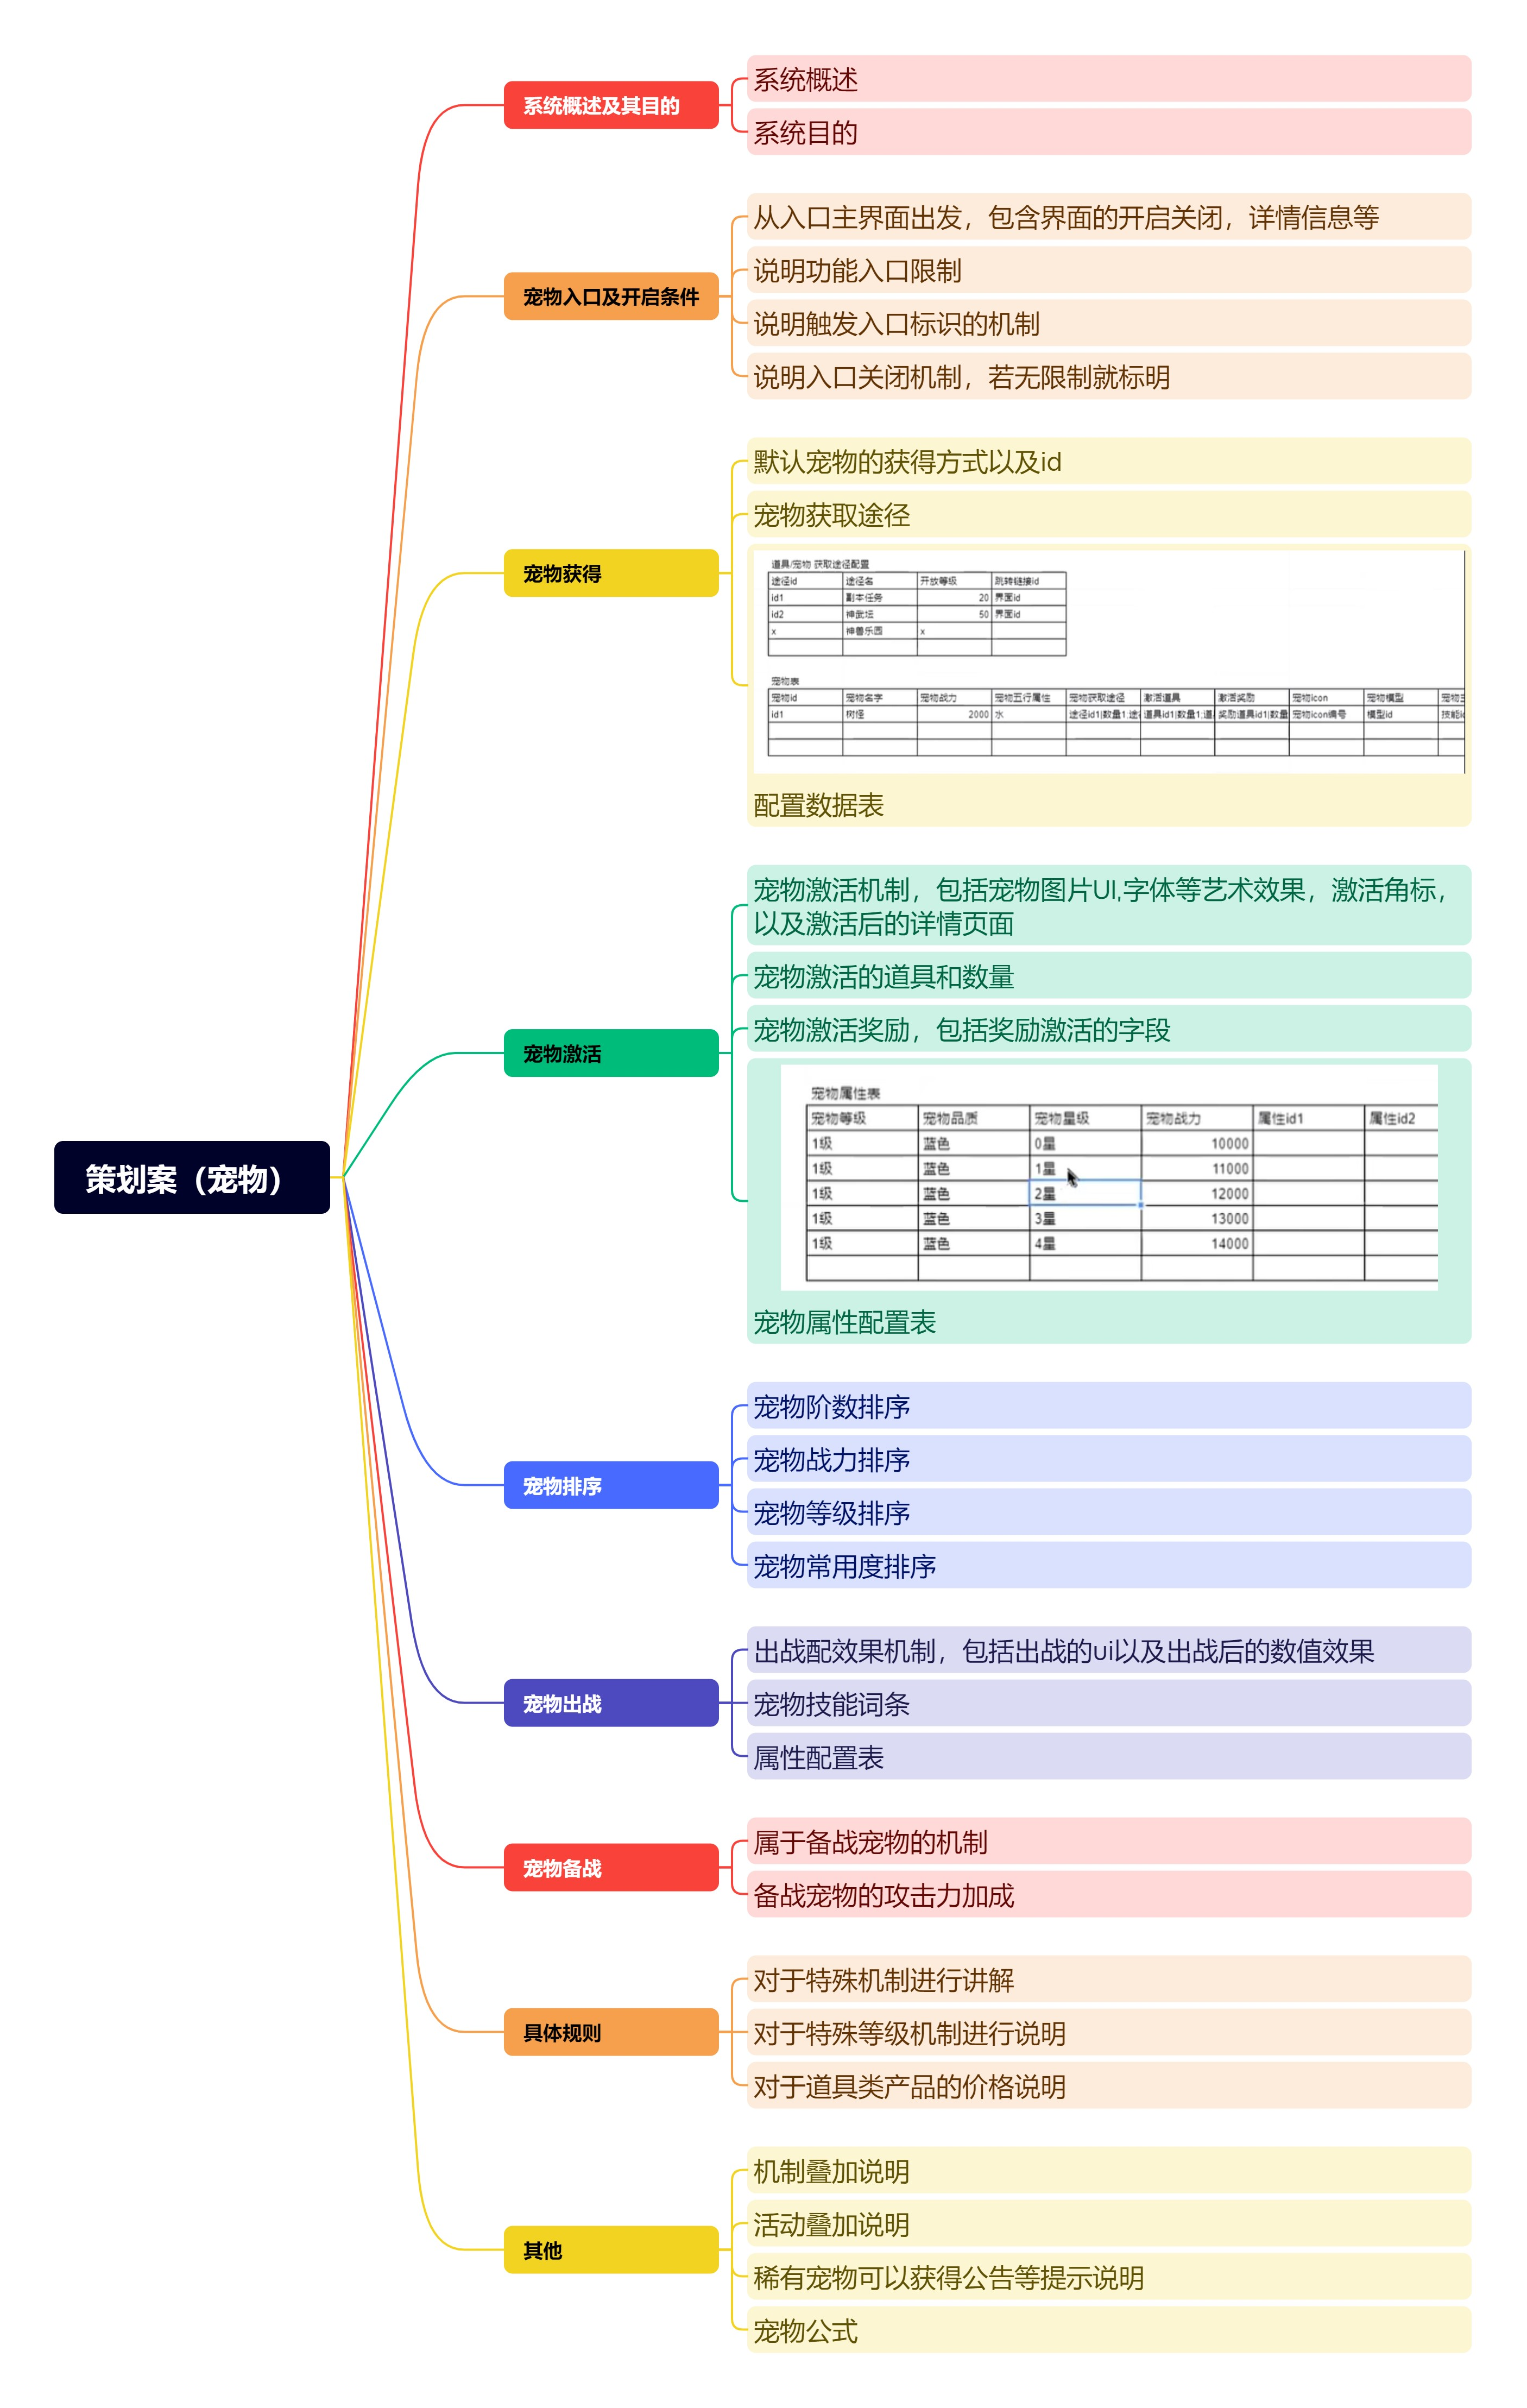 系统概述及其目的
系统概述
系统目的
宠物入口及开启条件
从入口主界面出发，包含界面的开启关闭，详情信息等
说明功能入口限制
说明触发入口标识的机制
说明入口关闭机制，若无限制就标明
宠物获得
默认宠物的获得方式以及id
宠物获取途径
道具/宠物 获取途径配置
途径id 途径名 开放等级 跳转链接id
id1 副本任务 20 界面id
id2 神武坛 50 界面id
x 神兽乐园 x
宠物表
宠物id 宠物名字 宠物战力 宠物五行属性 宠物获取途径 激活道具 激活奖励 宠物icon 宠物模型
id1 树怪 2000 水 途径id1|数量1;途 道具id1|数量1;道 奖励道具id1|数量 宠物icon编号 模型id 技能
配置数据表
宠物激活
宠物激活机制，包括宠物图片UI,字体等艺术效果，激活角标，
以及激活后的详情页面
宠物激活的道具和数量
宠物激活奖励，包括奖励激活的字段
宠物属性表
宠物等级 宠物品质 宠物星级 宠物战力 属性id1 属性id2
1级 蓝色 0星 10000
1级 蓝色 1星 11000
1级 蓝色 2星 12000
1级 蓝色 3星 13000
1级 蓝色 4星 14000
宠物属性配置表
策划案（宠物）
宠物排序
宠物阶数排序
宠物战力排序
宠物等级排序
宠物常用度排序
宠物出战
出战配效果机制，包括出战的ui以及出战后的数值效果
宠物技能词条
属性配置表
宠物备战
属于备战宠物的机制
备战宠物的攻击力加成
具体规则
对于特殊机制进行讲解
对于特殊等级机制进行说明
对于道具类产品的价格说明
其他
机制叠加说明
活动叠加说明
稀有宠物可以获得公告等提示说明
宠物公式